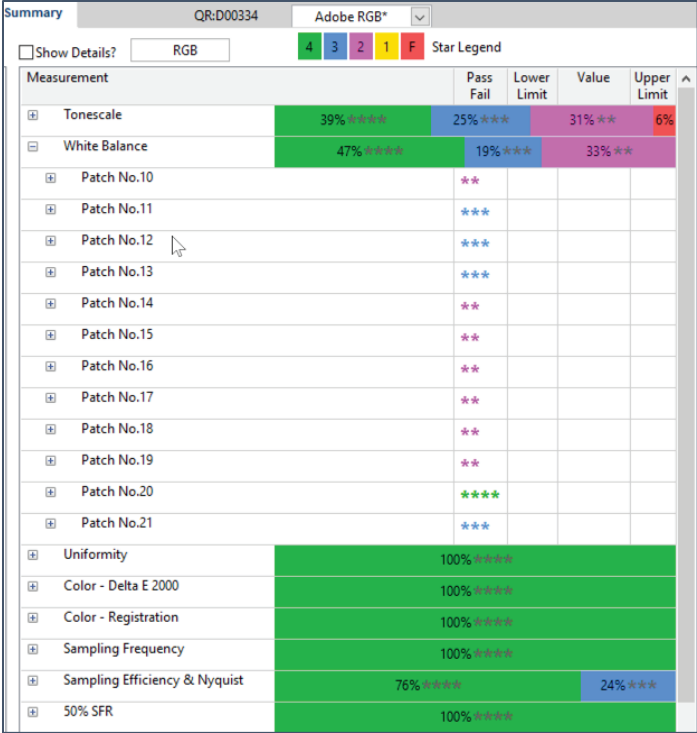 Summary QR:D00334 Adobe RGB*
Show Details? RGB 4 3 2 1 F Star Legend
Measurement Pass Fail Lower Limit Value Upper Limit
Tonescale 39%**** 25%*** 31%** 6%
White Balance 47%**** 19%*** 33%**
Patch No.10 **
Patch No.11 ***
Patch No.12 ***
Patch No.13 ***
Patch No.14 **
Patch No.15 **
Patch No.16 **
Patch No.17 **
Patch No.18 **
Patch No.19 **
Patch No.20 ****
Patch No.21 ***
Uniformity 100%****
Color - Delta E 2000 100%****
Color - Registration 100%****
Sampling Frequency 100%****
Sampling Efficiency & Nyquist 76%**** 24%***
50% SFR 100%****